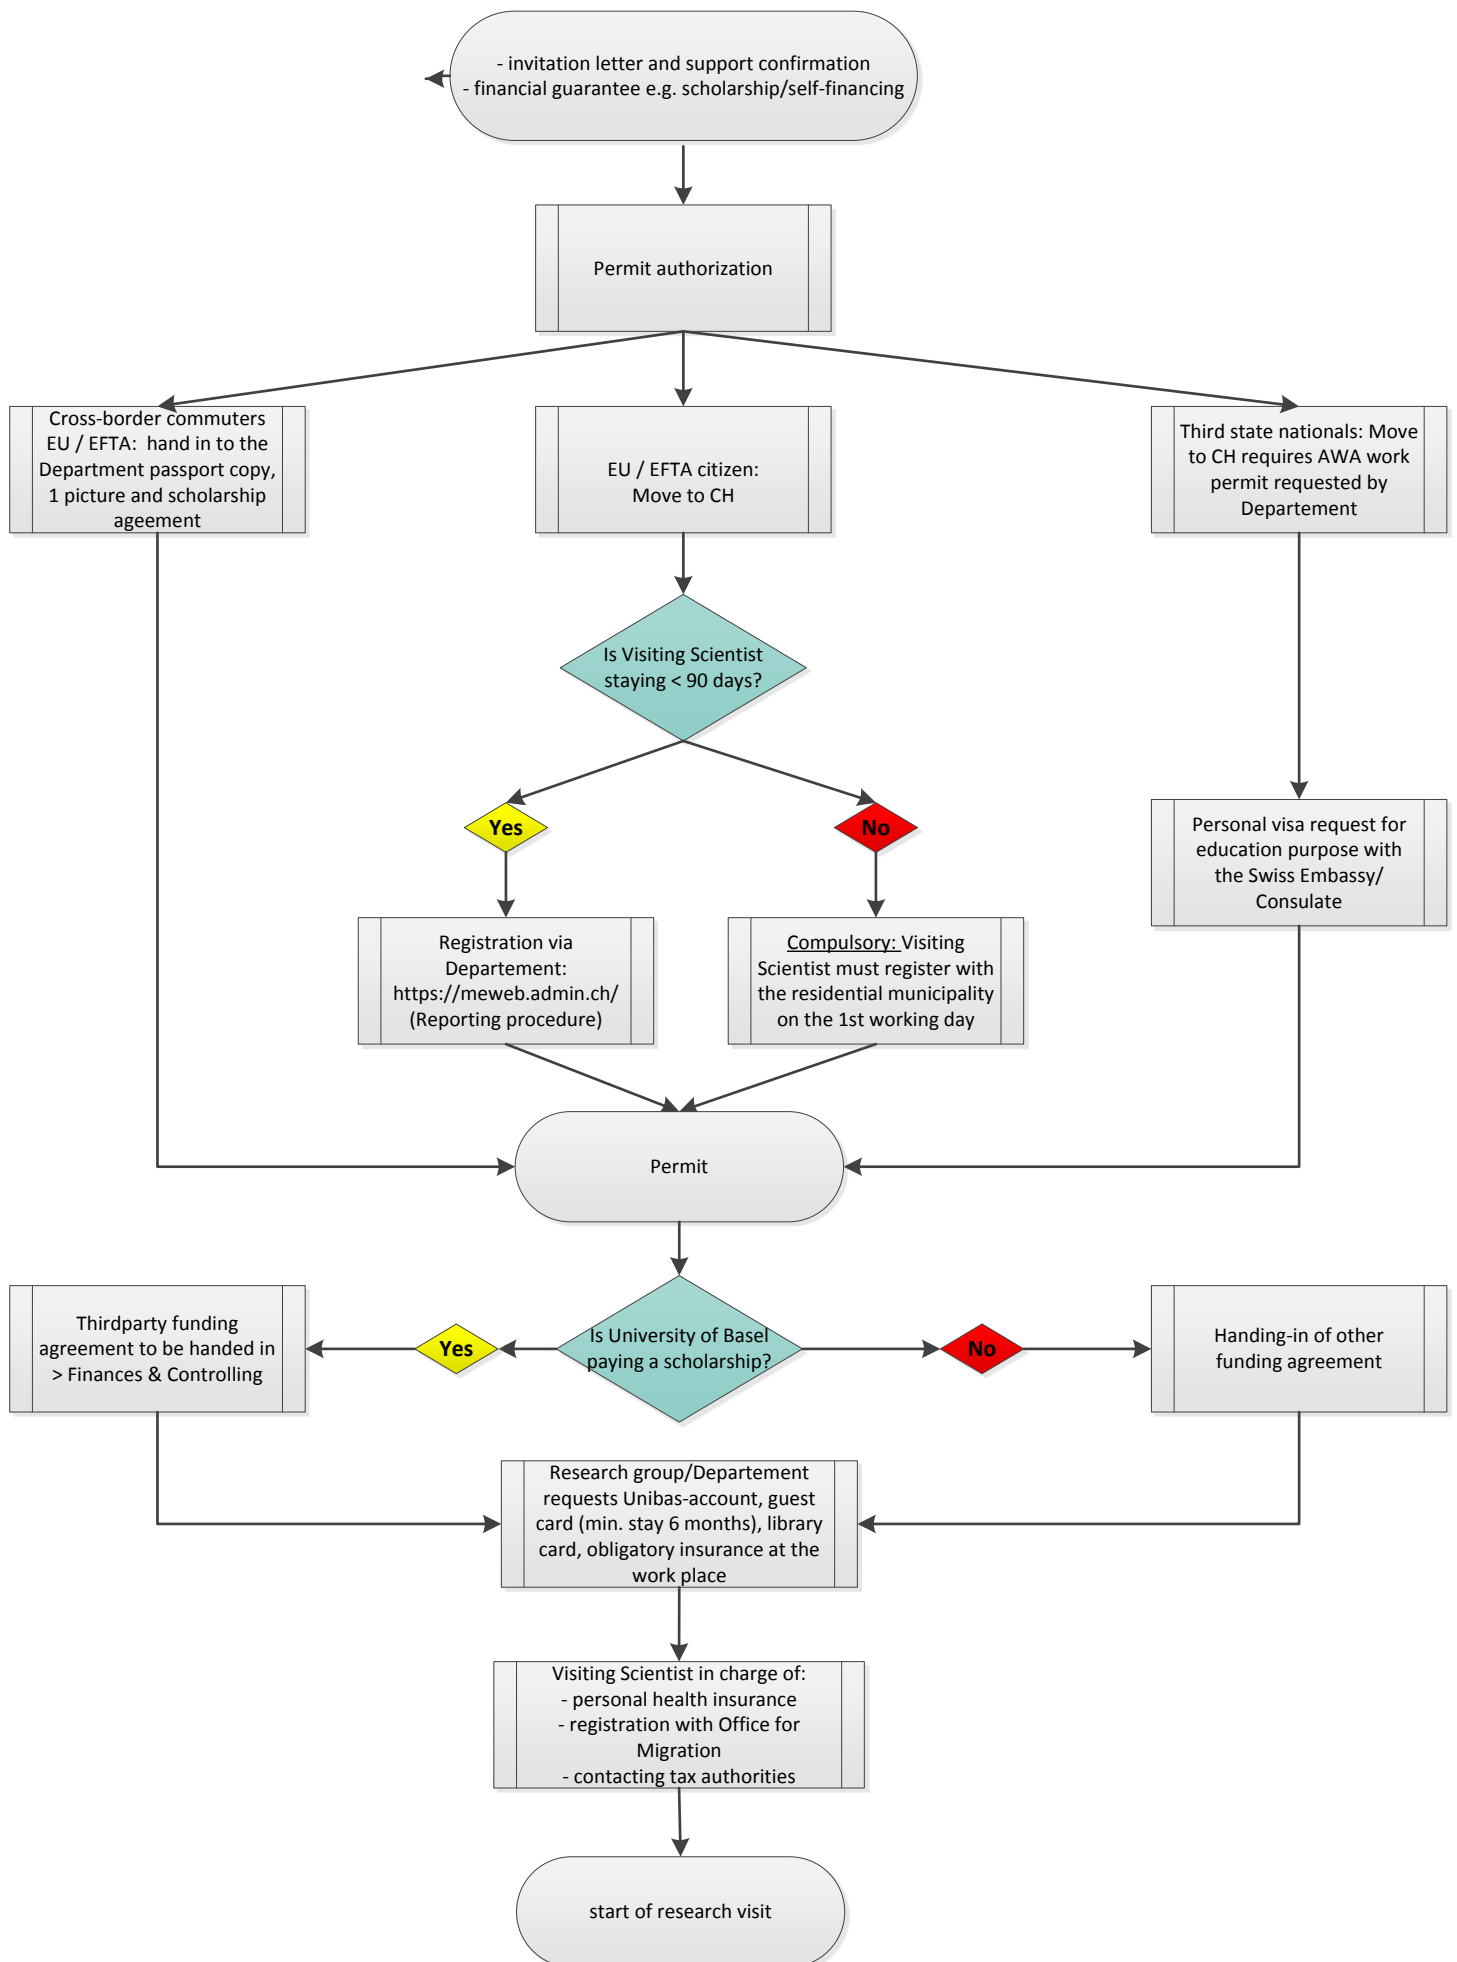 - invitation letter and support confirmation
- financial guarantee e.g. scholarship/self-financing
Permit authorization
Cross-border commuters
EU / EFTA:  hand in to the
Department passport copy,
1 picture and scholarship
ageement
EU / EFTA citizen:
Move to CH
Third state nationals: Move
to CH requires AWA work
permit requested by
Departement
Is Visiting Scientist
staying < 90 days?
Yes
No
Personal visa request for
education purpose with
the Swiss Embassy/
Consulate
Registration via
Departement:
https://meweb.admin.ch/
(Reporting procedure)
Compulsory: Visiting
Scientist must register with
the residential municipality
on the 1st working day
Permit
Thirdparty funding
agreement to be handed in
> Finances & Controlling
Yes
Is University of Basel
paying a scholarship?
No
Handing-in of other
funding agreement
Research group/Departement
requests Unibas-account, guest
card (min. stay 6 months), library
card, obligatory insurance at the
work place
Visiting Scientist in charge of:
- personal health insurance
- registration with Office for
Migration
- contacting tax authorities
start of research visit